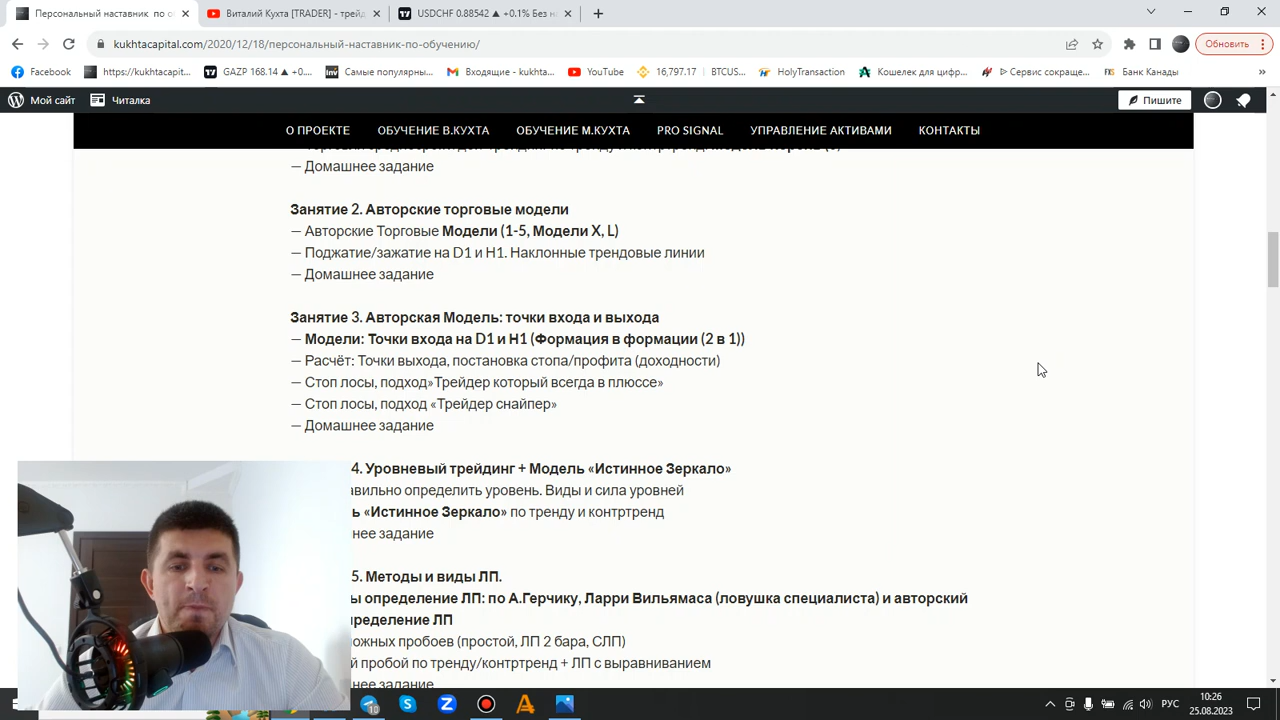 Персональный наставник по об
Виталий Кухта [TRADER] - трейд
USDCHF 0.88542 ▲ +0.1% Без н
kukhtacapital.com/2020/12/18/персональный-наставник-по-обучению/
Обновить
Facebook
https://kukhtacapit...
GAZP 168.14 ▲ +0....
Самые популярны...
Входящие - kukhta...
YouTube
16,797.17 | BTCUS...
HolyTransaction
Кошелек для цифр...
Сервис сокраще...
Банк Канады
»
Мой сайт
Читалка
Пишите
О ПРОЕКТЕ
ОБУЧЕНИЕ В.КУХТА
ОБУЧЕНИЕ М.КУХТА
PRO SIGNAL
УПРАВЛЕНИЕ АКТИВАМИ
КОНТАКТЫ
— Домашнее задание
Занятие 2. Авторские торговые модели
— Авторские Торговые Модели (1-5, Модели X, L)
— Поджатие/зажатие на D1 и H1. Наклонные трендовые линии
— Домашнее задание
Занятие 3. Авторская Модель: точки входа и выхода
— Модели: Точки входа на D1 и H1 (Формация в формации (2 в 1))
— Расчёт: Точки выхода, постановка стопа/профита (доходности)
— Стоп лосы, подход»Трейдер который всегда в плюссе»
— Стоп лосы, подход «Трейдер снайпер»
— Домашнее задание
4. Уровневый трейдинг + Модель «Истинное Зеркало»
авильно определить уровень. Виды и сила уровней
ь «Истинное Зеркало» по тренду и контртренд
нее задание
5. Методы и виды ЛП.
ы определение ЛП: по А.Герчику, Ларри Вильямаса (ловушка специалиста) и авторский
пределение ЛП
ложных пробоев (простой, ЛП 2 бара, СЛП)
й пробой по тренду/контртренд + ЛП с выравниванием
нее задание
РУС
10:26
25.08.2023